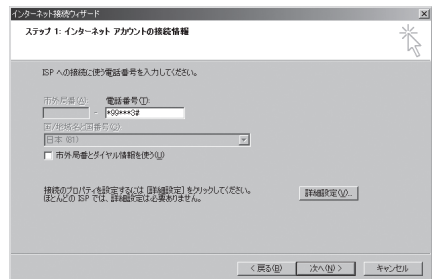 インターネット接続ウィザード
ステップ 1: インターネット アカウントの接続情報
ISP への接続に使う電話番号を入力してください。
市外局番(A): 電話番号(T):
- *99***3#
国/地域名と国番号(O):
日本 (81)
市外局番とダイヤル情報を使う(U)
接続のプロパティを設定するには [詳細設定] をクリックしてください。
ほとんどの ISP では、詳細設定は必要ありません。
詳細設定(V)...
< 戻る(B) 次へ(N) > キャンセル